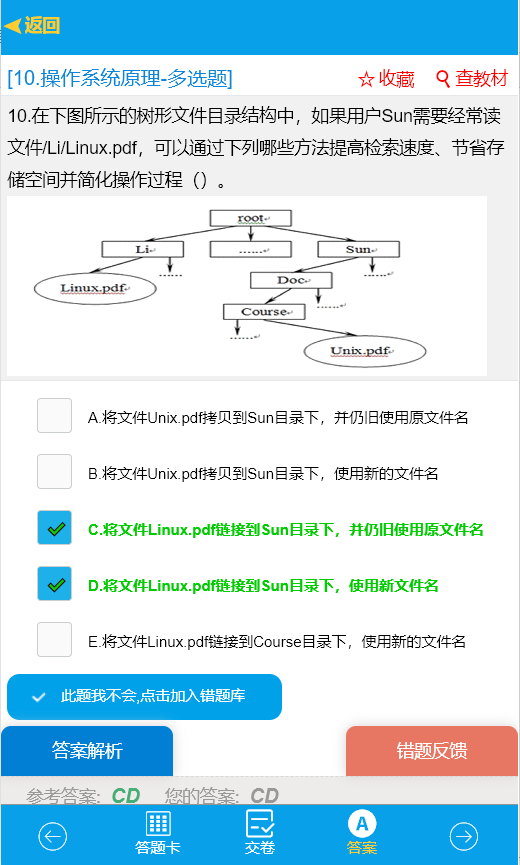 返回
[10.操作系统原理-多选题]
收藏
查教材
10.在下图所示的树形文件目录结构中，如果用户Sun需要经常读
文件/Li/Linux.pdf，可以通过下列哪些方法提高检索速度、节省存
储空间并简化操作过程（）。
root
Li
......
Sun
Linux.pdf
......
Doc
......
Course
......
......
Unix.pdf
A.将文件Unix.pdf拷贝到Sun目录下，并仍旧使用原文件名
B.将文件Unix.pdf拷贝到Sun目录下，使用新的文件名
C.将文件Linux.pdf链接到Sun目录下，并仍旧使用原文件名
D.将文件Linux.pdf链接到Sun目录下，使用新文件名
E.将文件Linux.pdf链接到Course目录下，使用新的文件名
此题我不会,点击加入错题库
答案解析
错题反馈
参考答案: CD 您的答案: CD
答题卡
交卷
A
答案